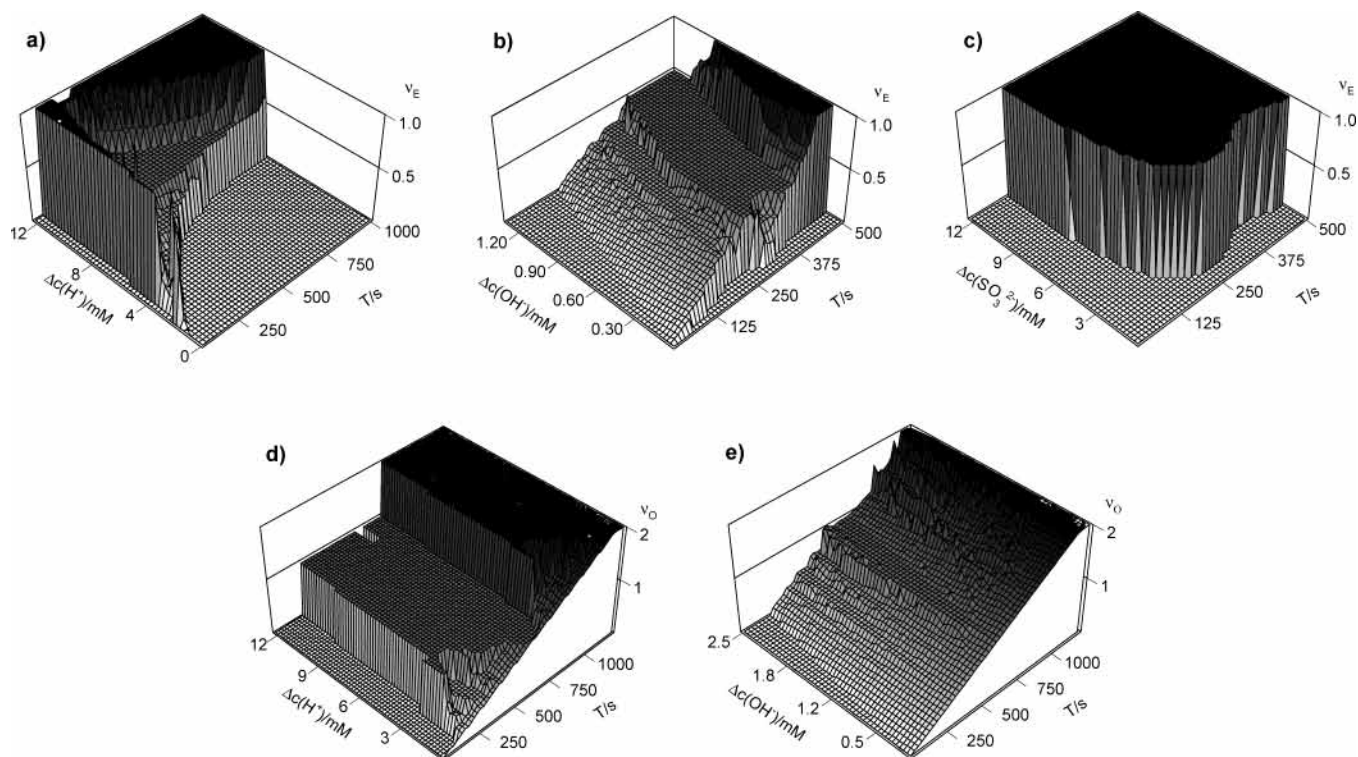 a)
ν_E
1.0
0.5
1000
750
500
250
12
8
4
0
Δc(H⁺)/mM
T/s
b)
ν_E
1.0
0.5
500
375
250
125
1.20
0.90
0.60
0.30
Δc(OH⁻)/mM
T/s
c)
ν_E
1.0
0.5
500
375
250
125
12
9
6
3
Δc(SO₃²⁻)/mM
T/s
d)
ν_O
2
1
1000
750
500
250
12
9
6
3
Δc(H⁺)/mM
T/s
e)
ν_O
2
1
1000
750
500
250
2.5
1.8
1.2
0.5
Δc(OH⁻)/mM
T/s